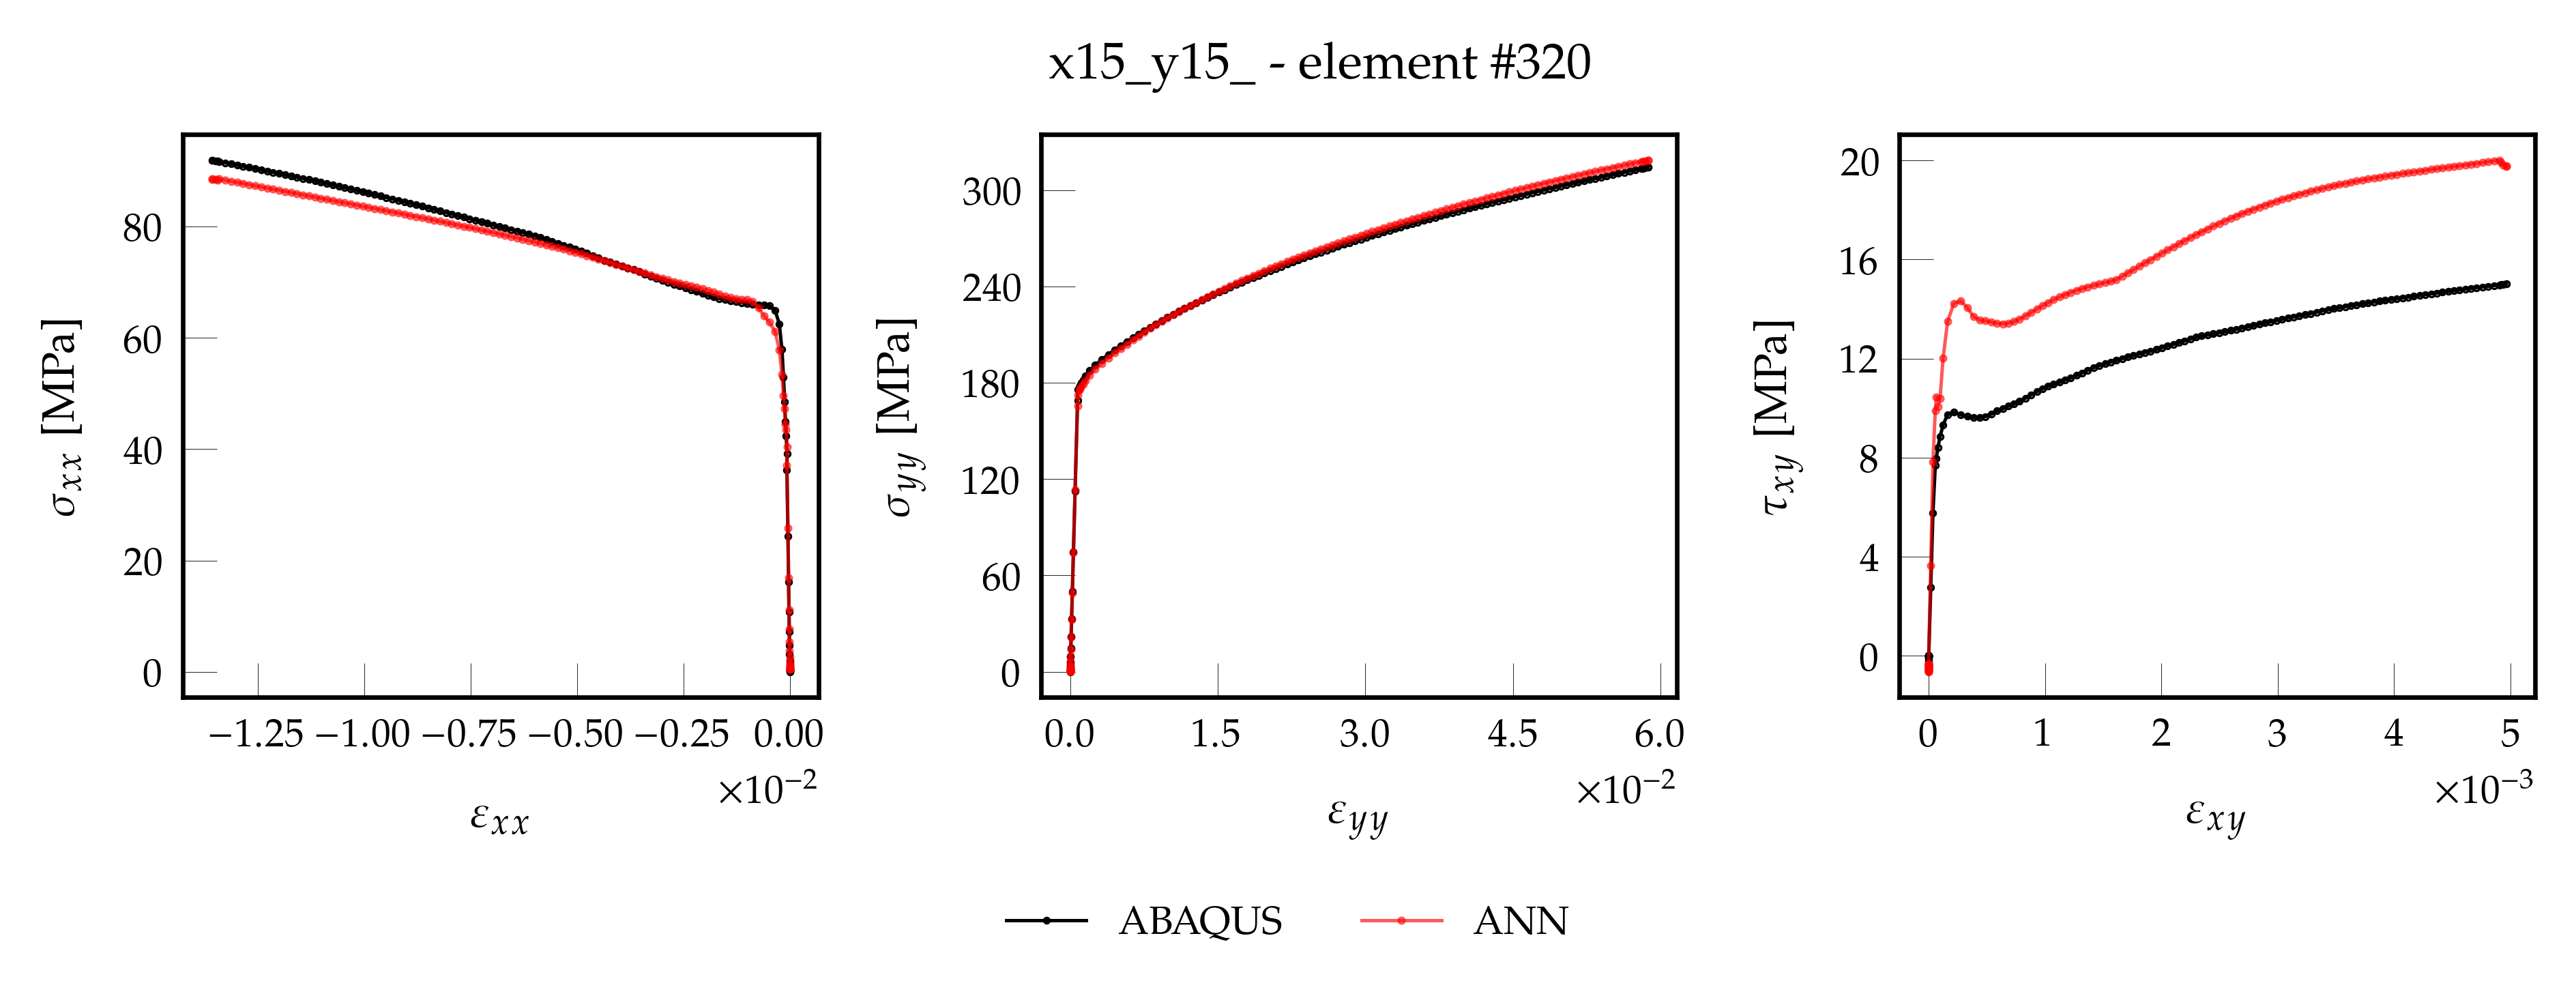 x15_y15_ - element #320
σxx [MPa]
80
60
40
20
0
−1.25 −1.00 −0.75 −0.50 −0.25 0.00
×10−2
εxx
σyy [MPa]
300
240
180
120
60
0
0.0 1.5 3.0 4.5 6.0
×10−2
εyy
τxy [MPa]
20
16
12
8
4
0
0 1 2 3 4 5
×10−3
εxy
ABAQUS ANN